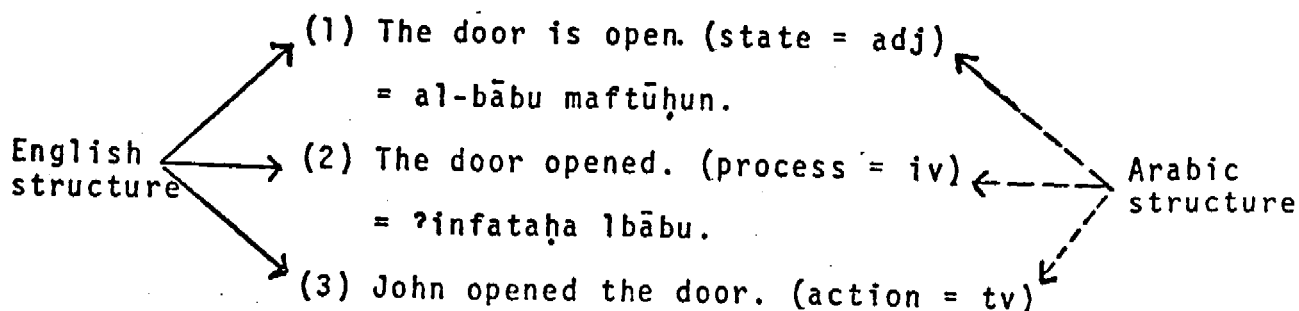 (1) The door is open. (state = adj)
= al-bābu maftūḥun.
English structure
(2) The door opened. (process = iv)
Arabic structure
= ?infataḥa lbābu.
(3) John opened the door. (action = tv)